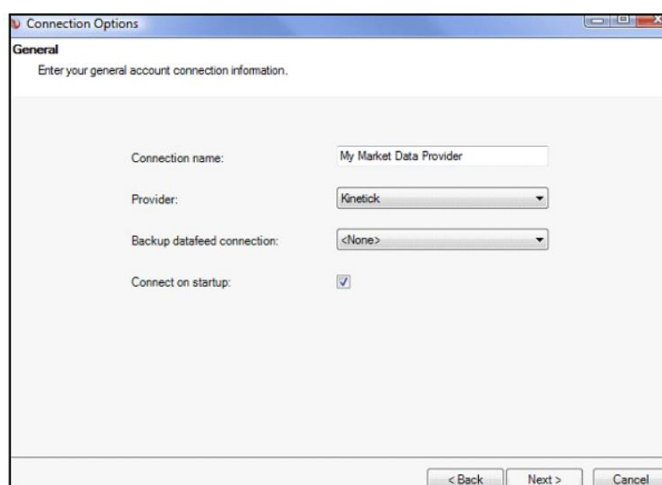 Connection Options
General
Enter your general account connection information.
Connection name: My Market Data Provider
Provider: Kinetick
Backup datafeed connection: <None>
Connect on startup:
< Back Next > Cancel